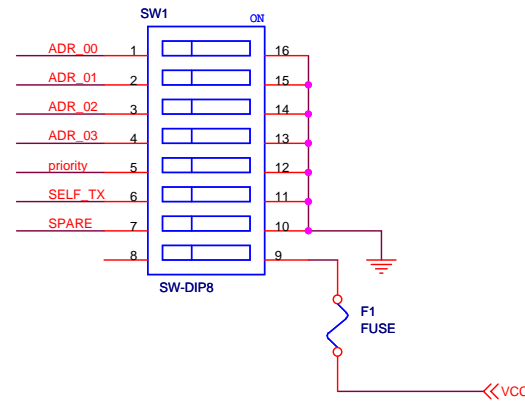 SW1
ON
ADR_00 1 16
ADR_01 2 15
ADR_02 3 14
ADR_03 4 13
priority 5 12
SELF_TX 6 11
SPARE 7 10
8 9
SW-DIP8
F1
FUSE
VCC